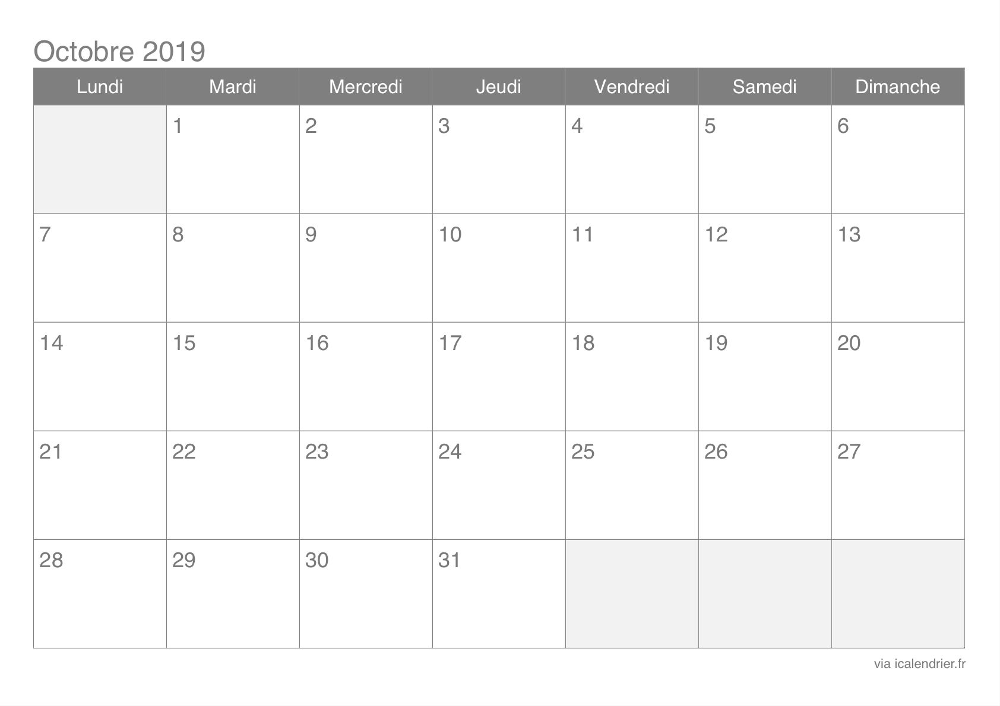 Octobre 2019
Lundi Mardi Mercredi Jeudi Vendredi Samedi Dimanche
1 2 3 4 5 6
7 8 9 10 11 12 13
14 15 16 17 18 19 20
21 22 23 24 25 26 27
28 29 30 31
via icalendrier.fr